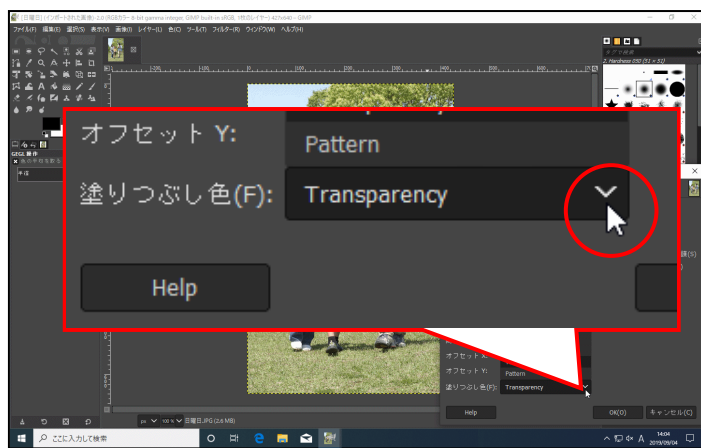 [日曜日] (インポートされた画像)-2.0 (RGBカラー 8-bit gamma integer, GIMP built-in sRGB, 1枚のレイヤー) 427x640 – GIMP
ファイル(F) 編集(E) 選択(S) 表示(V) 画像(I) レイヤー(L) 色(C) ツール(T) フィルター(R) ウィンドウ(W) ヘルプ(H)
2. Hardness 050 (51 × 51)
GEGL 操作
オフセット Y:
Pattern
塗りつぶし色(F):
Transparency
Help
オフセット X:
オフセット Y:
Pattern
塗りつぶし色(F):
Transparency
Help
OK(O)
キャンセル(C)
px
100 %
日曜日.JPG (2.6 MB)
ここに入力して検索
A
14:04
2019/09/04